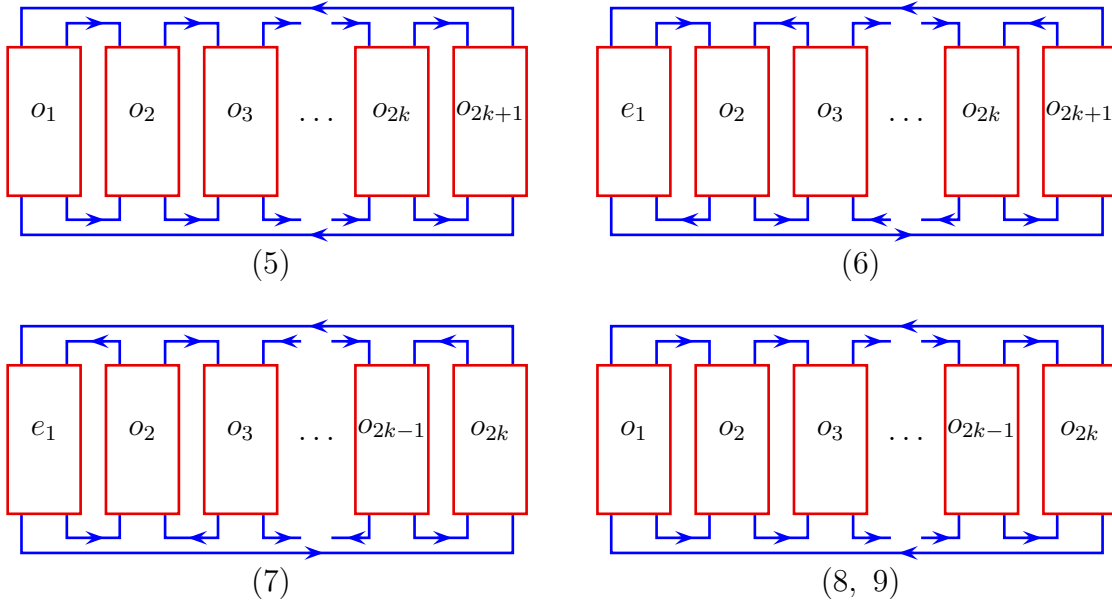 o₁ o₂ o₃ … o₂ₖ o₂ₖ₊₁
(5)
e₁ o₂ o₃ … o₂ₖ o₂ₖ₊₁
(6)
e₁ o₂ o₃ … o₂ₖ₋₁ o₂ₖ
(7)
o₁ o₂ o₃ … o₂ₖ₋₁ o₂ₖ
(8, 9)